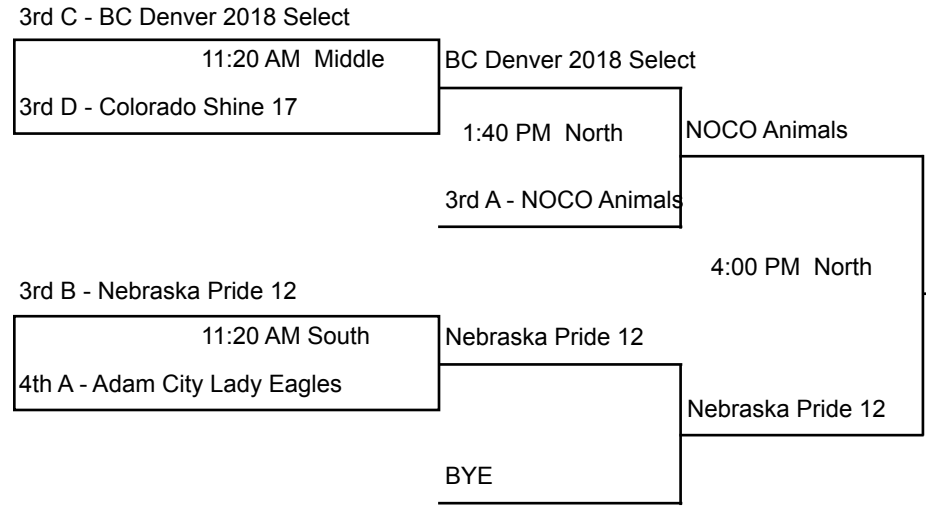 3rd C - BC Denver 2018 Select
11:20 AM Middle
BC Denver 2018 Select
3rd D - Colorado Shine 17
1:40 PM North
NOCO Animals
3rd A - NOCO Animals
4:00 PM North
3rd B - Nebraska Pride 12
11:20 AM South
Nebraska Pride 12
4th A - Adam City Lady Eagles
Nebraska Pride 12
BYE